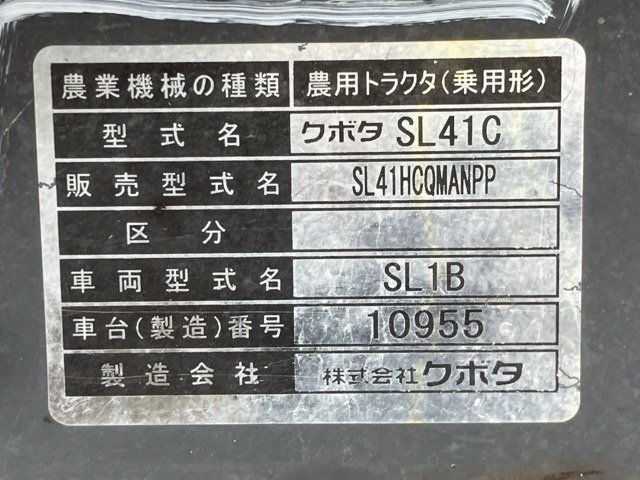 農業機械の種類 農用トラクタ(乗用形)
型式名 クボタ SL41C
販売型式名 SL41HCQMANPP
区分
車両型式名 SL1B
車台(製造)番号 10955
製造会社 株式会社クボタ